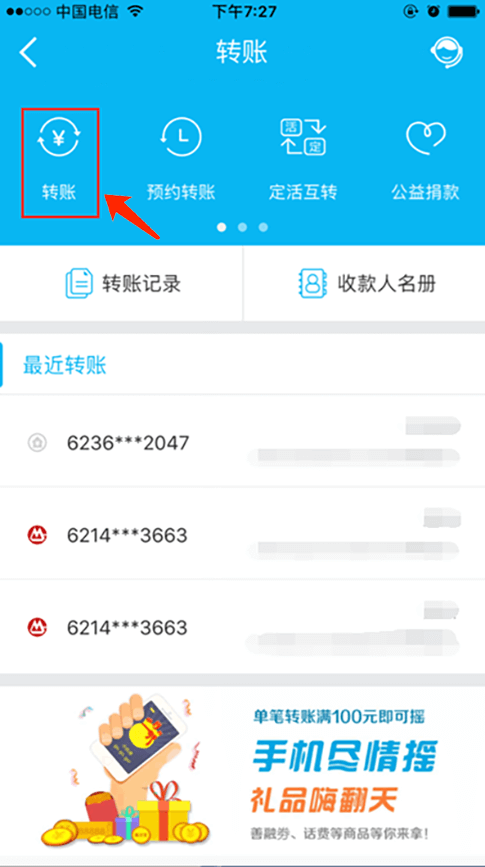 中国电信 下午7:27
转账
转账 预约转账 定活互转 公益捐款
转账记录 收款人名册
最近转账
6236***2047
6214***3663
6214***3663
单笔转账满100元即可摇
手机尽情摇
礼品嗨翻天
善融券、话费等商品等你来拿!